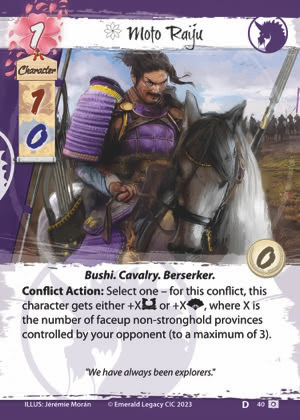 1
Moto Raiju
Character
1
0
0
Bushi. Cavalry. Berserker.
Conflict Action: Select one – for this conflict, this
character gets either +X or +X, where X is
the number of faceup non-stronghold provinces
controlled by your opponent (to a maximum of 3).
"We have always been explorers."
ILLUS: Jérémie Morán © Emerald Legacy CIC 2023 D 40